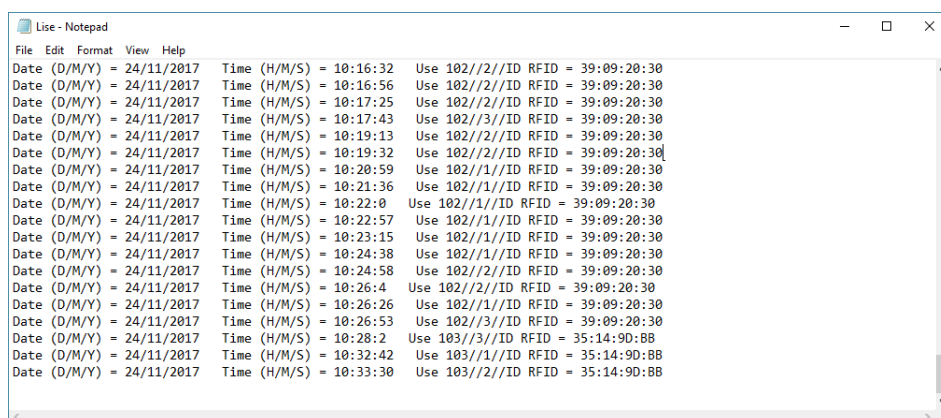 Lise - Notepad
File Edit Format View Help
Date (D/M/Y) = 24/11/2017 Time (H/M/S) = 10:16:32 Use 102//2//ID RFID = 39:09:20:30
Date (D/M/Y) = 24/11/2017 Time (H/M/S) = 10:16:56 Use 102//2//ID RFID = 39:09:20:30
Date (D/M/Y) = 24/11/2017 Time (H/M/S) = 10:17:25 Use 102//2//ID RFID = 39:09:20:30
Date (D/M/Y) = 24/11/2017 Time (H/M/S) = 10:17:43 Use 102//3//ID RFID = 39:09:20:30
Date (D/M/Y) = 24/11/2017 Time (H/M/S) = 10:19:13 Use 102//2//ID RFID = 39:09:20:30
Date (D/M/Y) = 24/11/2017 Time (H/M/S) = 10:19:32 Use 102//2//ID RFID = 39:09:20:30
Date (D/M/Y) = 24/11/2017 Time (H/M/S) = 10:20:59 Use 102//1//ID RFID = 39:09:20:30
Date (D/M/Y) = 24/11/2017 Time (H/M/S) = 10:21:36 Use 102//1//ID RFID = 39:09:20:30
Date (D/M/Y) = 24/11/2017 Time (H/M/S) = 10:22:0 Use 102//1//ID RFID = 39:09:20:30
Date (D/M/Y) = 24/11/2017 Time (H/M/S) = 10:22:57 Use 102//1//ID RFID = 39:09:20:30
Date (D/M/Y) = 24/11/2017 Time (H/M/S) = 10:23:15 Use 102//1//ID RFID = 39:09:20:30
Date (D/M/Y) = 24/11/2017 Time (H/M/S) = 10:24:38 Use 102//1//ID RFID = 39:09:20:30
Date (D/M/Y) = 24/11/2017 Time (H/M/S) = 10:24:58 Use 102//2//ID RFID = 39:09:20:30
Date (D/M/Y) = 24/11/2017 Time (H/M/S) = 10:26:4 Use 102//2//ID RFID = 39:09:20:30
Date (D/M/Y) = 24/11/2017 Time (H/M/S) = 10:26:26 Use 102//1//ID RFID = 39:09:20:30
Date (D/M/Y) = 24/11/2017 Time (H/M/S) = 10:26:53 Use 102//3//ID RFID = 39:09:20:30
Date (D/M/Y) = 24/11/2017 Time (H/M/S) = 10:28:2 Use 103//3//ID RFID = 35:14:9D:BB
Date (D/M/Y) = 24/11/2017 Time (H/M/S) = 10:32:42 Use 103//1//ID RFID = 35:14:9D:BB
Date (D/M/Y) = 24/11/2017 Time (H/M/S) = 10:33:30 Use 103//2//ID RFID = 35:14:9D:BB